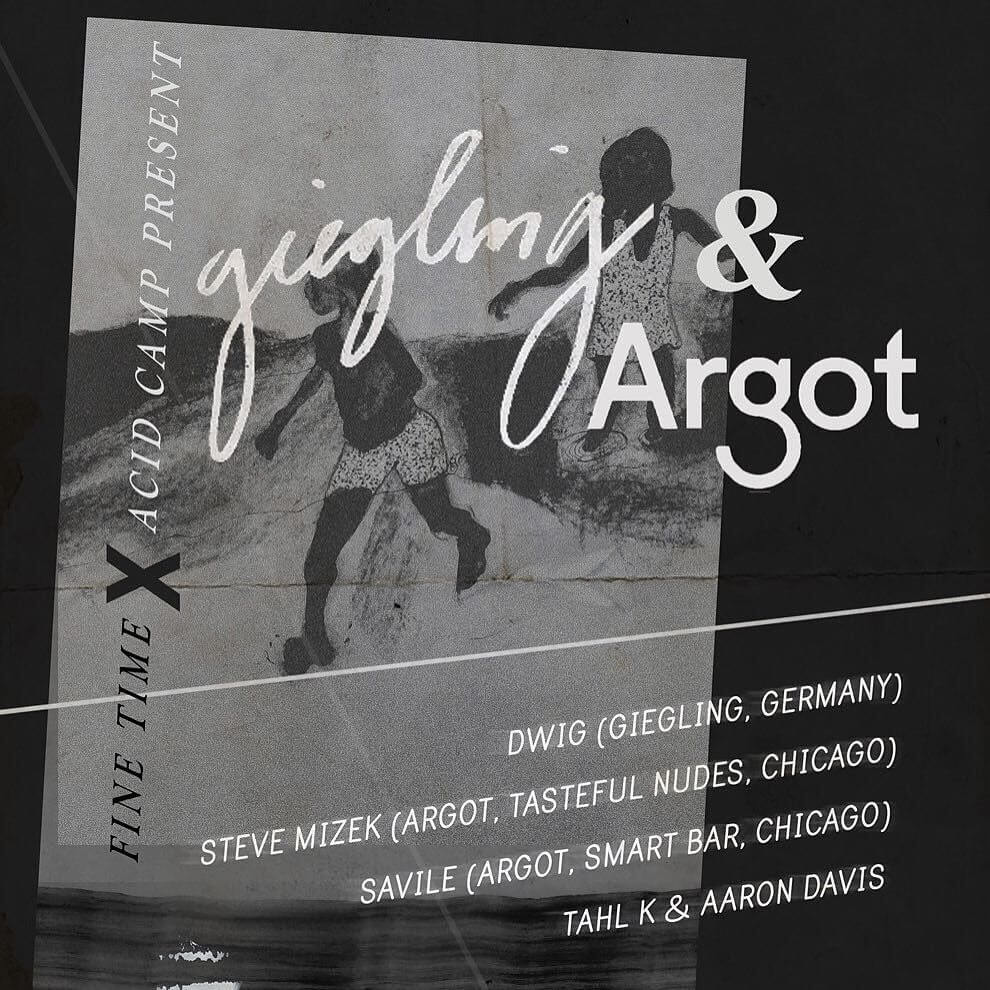 FINE TIME X ACID CAMP PRESENT
giegling &
Argot
DWIG (GIEGLING, GERMANY)
STEVE MIZEK (ARGOT, TASTEFUL NUDES, CHICAGO)
SAVILE (ARGOT, SMART BAR, CHICAGO)
TAHL K & AARON DAVIS